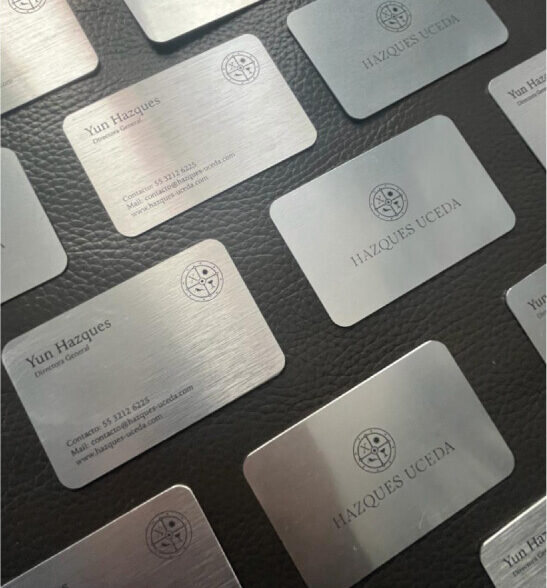 HAZQUES UCEDA
Yun Hazques
Directora General
Contacto: 55 3212 6225
Mail: contacto@hazques-uceda.com
www.hazques-uceda.com
HAZQUES UCEDA
Yun Hazques
Directora General
Contacto: 55 3212 6225
Mail: contacto@hazques-uceda.com
www.hazques-uceda.com
HAZQUES UCEDA